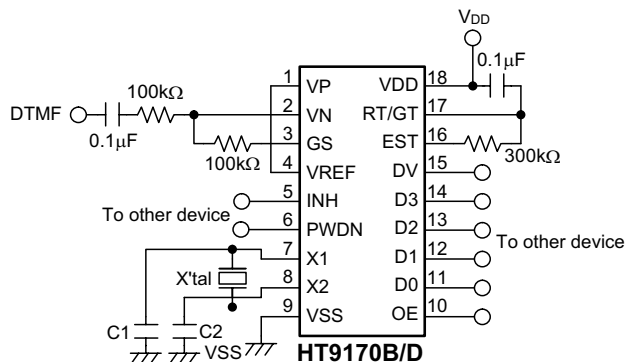 VDD
0.1µF
100kΩ
DTMF
0.1µF
100kΩ
1 VP
2 VN
3 GS
4 VREF
5 INH
6 PWDN
7 X1
8 X2
9 VSS
VDD 18
RT/GT 17
EST 16
DV 15
D3 14
D2 13
D1 12
D0 11
OE 10
300kΩ
To other device
To other device
X'tal
C1
C2
VSS
HT9170B/D